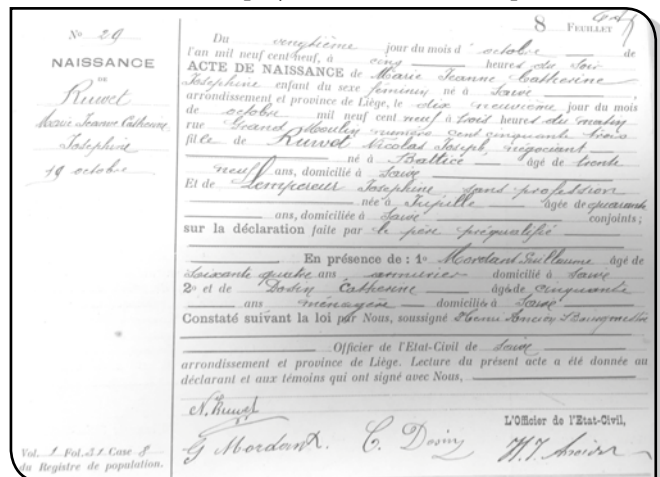 8 FEUILLET
N° 29
NAISSANCE
DE
Ruwet
Marie Jeanne Catherine
Joséphine
19 octobre
Vol. 1 Fol. 31 Case 8
du Registre de population.
Du vingtième jour du mois d'octobre de
l'an mil neuf cent neuf, à cinq heures du soir
ACTE DE NAISSANCE de Marie Jeanne Catherine
Joséphine enfant du sexe féminin né à
arrondissement et province de Liège, le dix neuvième jour du mois
de octobre mil neuf cent neuf à trois heures du matin
rue Grand Moulin numéro cent cinquante trois
fille de Ruwet Nicolas Joseph, négociant
né à Battice âgé de trente
neuf ans, domicilié à
Et de Lempereur Joséphine sans profession
née à Jupille âgée de quarante
ans, domiciliée à conjoints;
sur la déclaration faite par le père préqualifié
En présence de : 1° Mordant Guillaume âgé de
soixante quatre ans armurier domicilié à
2° et de Dosin Catherine âgée de cinquante
ans ménagère domiciliée à
Constaté suivant la loi par Nous, soussigné Henri Bourgmestre
Officier de l'Etat-Civil de
arrondissement et province de Liège. Lecture du présent acte a été donnée au
déclarant et aux témoins qui ont signé avec Nous,
N. Ruwet
L'Officier de l'Etat-Civil,
G Mordant. C. Dosin